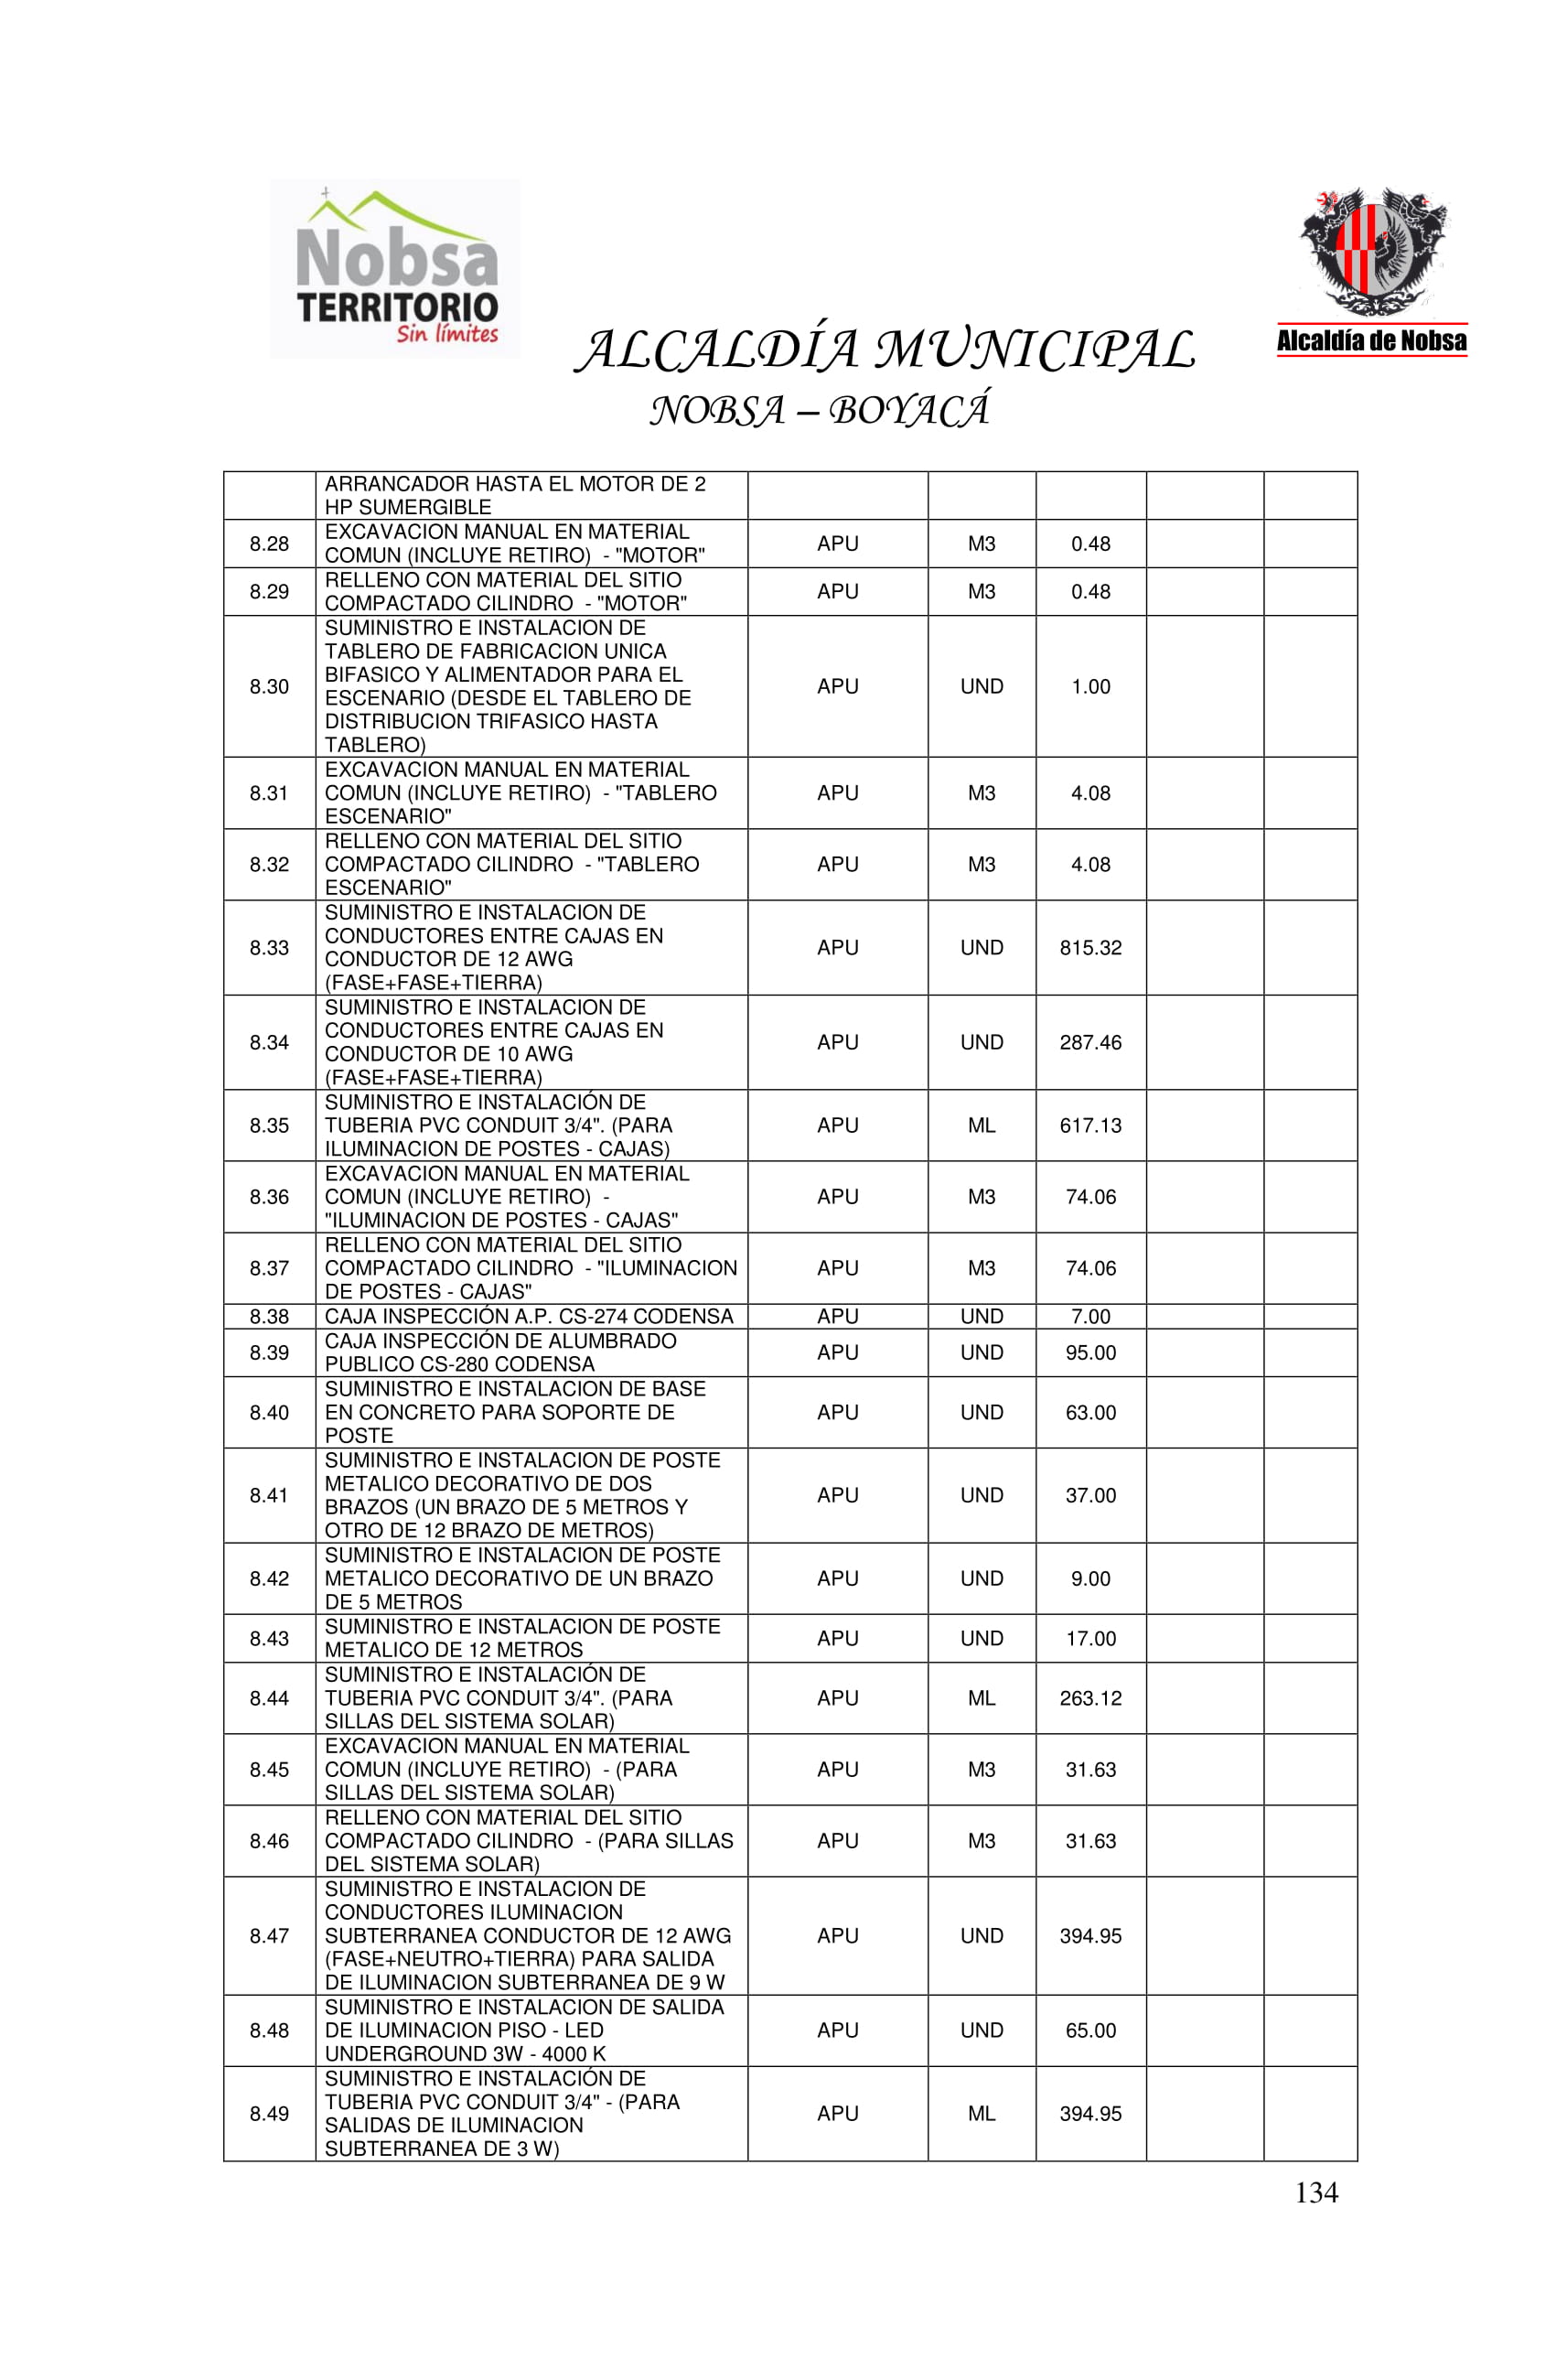 Nobsa
TERRITORIO
Sin límites
Alcaldía de Nobsa
ALCALDÍA MUNICIPAL
NOBSA – BOYACÁ
ARRANCADOR HASTA EL MOTOR DE 2
HP SUMERGIBLE
8.28 EXCAVACION MANUAL EN MATERIAL
COMUN (INCLUYE RETIRO) - "MOTOR" APU M3 0.48
8.29 RELLENO CON MATERIAL DEL SITIO
COMPACTADO CILINDRO - "MOTOR" APU M3 0.48
SUMINISTRO E INSTALACION DE
TABLERO DE FABRICACION UNICA
BIFASICO Y ALIMENTADOR PARA EL
8.30 ESCENARIO (DESDE EL TABLERO DE APU UND 1.00
DISTRIBUCION TRIFASICO HASTA
TABLERO)
EXCAVACION MANUAL EN MATERIAL
8.31 COMUN (INCLUYE RETIRO) - "TABLERO APU M3 4.08
ESCENARIO"
RELLENO CON MATERIAL DEL SITIO
8.32 COMPACTADO CILINDRO - "TABLERO APU M3 4.08
ESCENARIO"
SUMINISTRO E INSTALACION DE
CONDUCTORES ENTRE CAJAS EN
8.33 CONDUCTOR DE 12 AWG APU UND 815.32
(FASE+FASE+TIERRA)
SUMINISTRO E INSTALACION DE
CONDUCTORES ENTRE CAJAS EN
8.34 CONDUCTOR DE 10 AWG APU UND 287.46
(FASE+FASE+TIERRA)
SUMINISTRO E INSTALACIÓN DE
8.35 TUBERIA PVC CONDUIT 3/4". (PARA APU ML 617.13
ILUMINACION DE POSTES - CAJAS)
EXCAVACION MANUAL EN MATERIAL
8.36 COMUN (INCLUYE RETIRO) - APU M3 74.06
"ILUMINACION DE POSTES - CAJAS"
RELLENO CON MATERIAL DEL SITIO
8.37 COMPACTADO CILINDRO - "ILUMINACION APU M3 74.06
DE POSTES - CAJAS"
8.38 CAJA INSPECCIÓN A.P. CS-274 CODENSA APU UND 7.00
8.39 CAJA INSPECCIÓN DE ALUMBRADO
PUBLICO CS-280 CODENSA APU UND 95.00
SUMINISTRO E INSTALACION DE BASE
8.40 EN CONCRETO PARA SOPORTE DE APU UND 63.00
POSTE
SUMINISTRO E INSTALACION DE POSTE
METALICO DECORATIVO DE DOS
8.41 BRAZOS (UN BRAZO DE 5 METROS Y APU UND 37.00
OTRO DE 12 BRAZO DE METROS)
SUMINISTRO E INSTALACION DE POSTE
8.42 METALICO DECORATIVO DE UN BRAZO APU UND 9.00
DE 5 METROS
8.43 SUMINISTRO E INSTALACION DE POSTE
METALICO DE 12 METROS APU UND 17.00
SUMINISTRO E INSTALACIÓN DE
8.44 TUBERIA PVC CONDUIT 3/4". (PARA APU ML 263.12
SILLAS DEL SISTEMA SOLAR)
EXCAVACION MANUAL EN MATERIAL
8.45 COMUN (INCLUYE RETIRO) - (PARA APU M3 31.63
SILLAS DEL SISTEMA SOLAR)
RELLENO CON MATERIAL DEL SITIO
8.46 COMPACTADO CILINDRO - (PARA SILLAS APU M3 31.63
DEL SISTEMA SOLAR)
SUMINISTRO E INSTALACION DE
CONDUCTORES ILUMINACION
8.47 SUBTERRANEA CONDUCTOR DE 12 AWG APU UND 394.95
(FASE+NEUTRO+TIERRA) PARA SALIDA
DE ILUMINACION SUBTERRANEA DE 9 W
SUMINISTRO E INSTALACION DE SALIDA
8.48 DE ILUMINACION PISO - LED APU UND 65.00
UNDERGROUND 3W - 4000 K
SUMINISTRO E INSTALACIÓN DE
TUBERIA PVC CONDUIT 3/4" - (PARA
8.49 SALIDAS DE ILUMINACION APU ML 394.95
SUBTERRANEA DE 3 W)
134